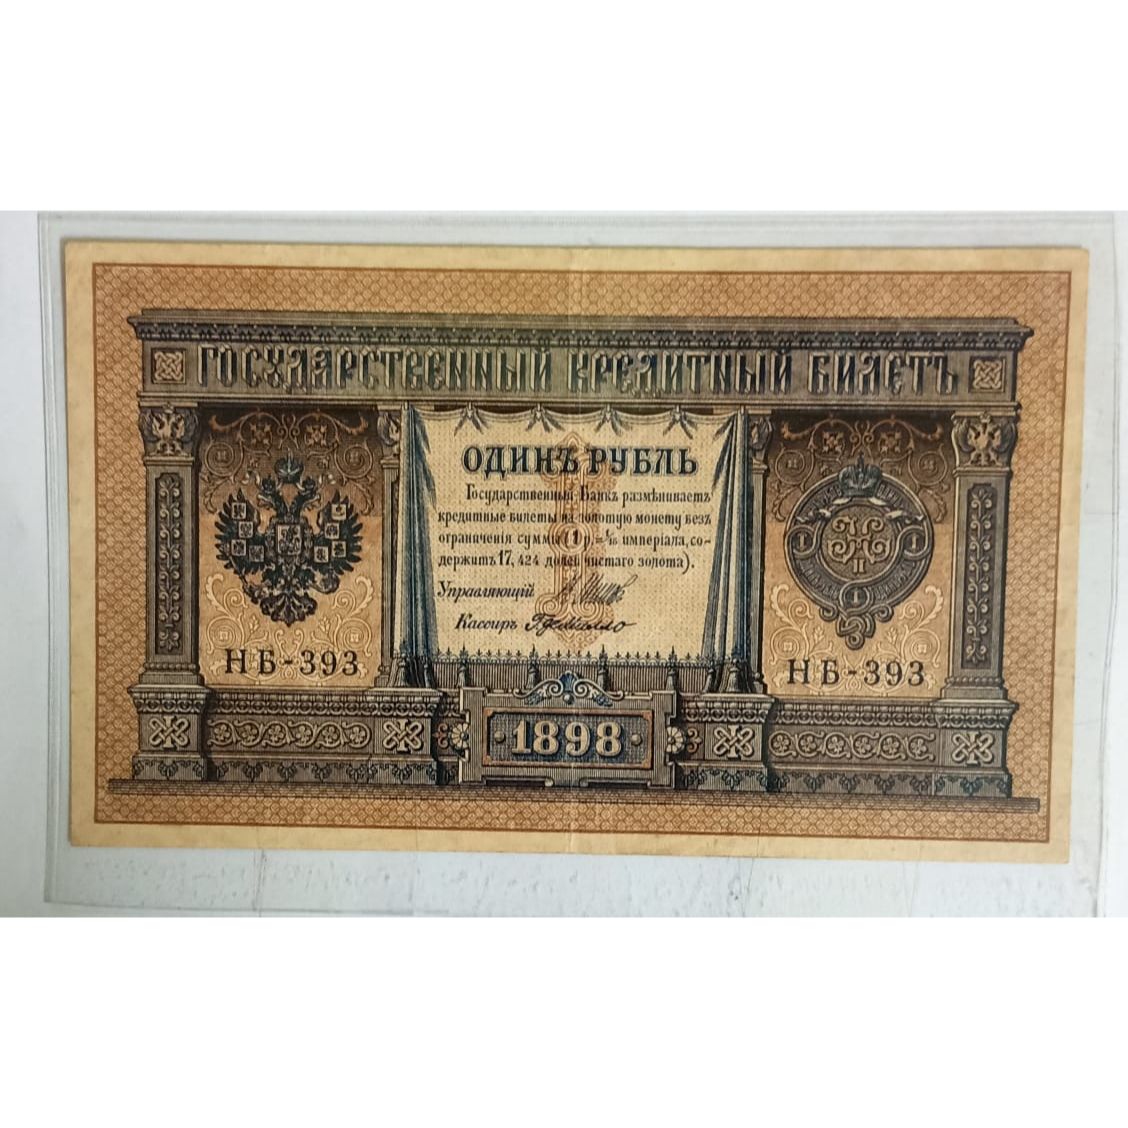 ГОСУДАРСТВЕННЫЙ КРЕДИТНЫЙ БИЛЕТЪ
ОДИНЪ РУБЛЬ
Государственный Банкъ размѣниваетъ
кредитные билеты на золотую монету безъ
ограниченія суммы (1 р.=1/15 имперіала, со-
держитъ 17,424 долей чистаго золота).
Управляющій
Кассиръ
НБ-393
НБ-393
1898